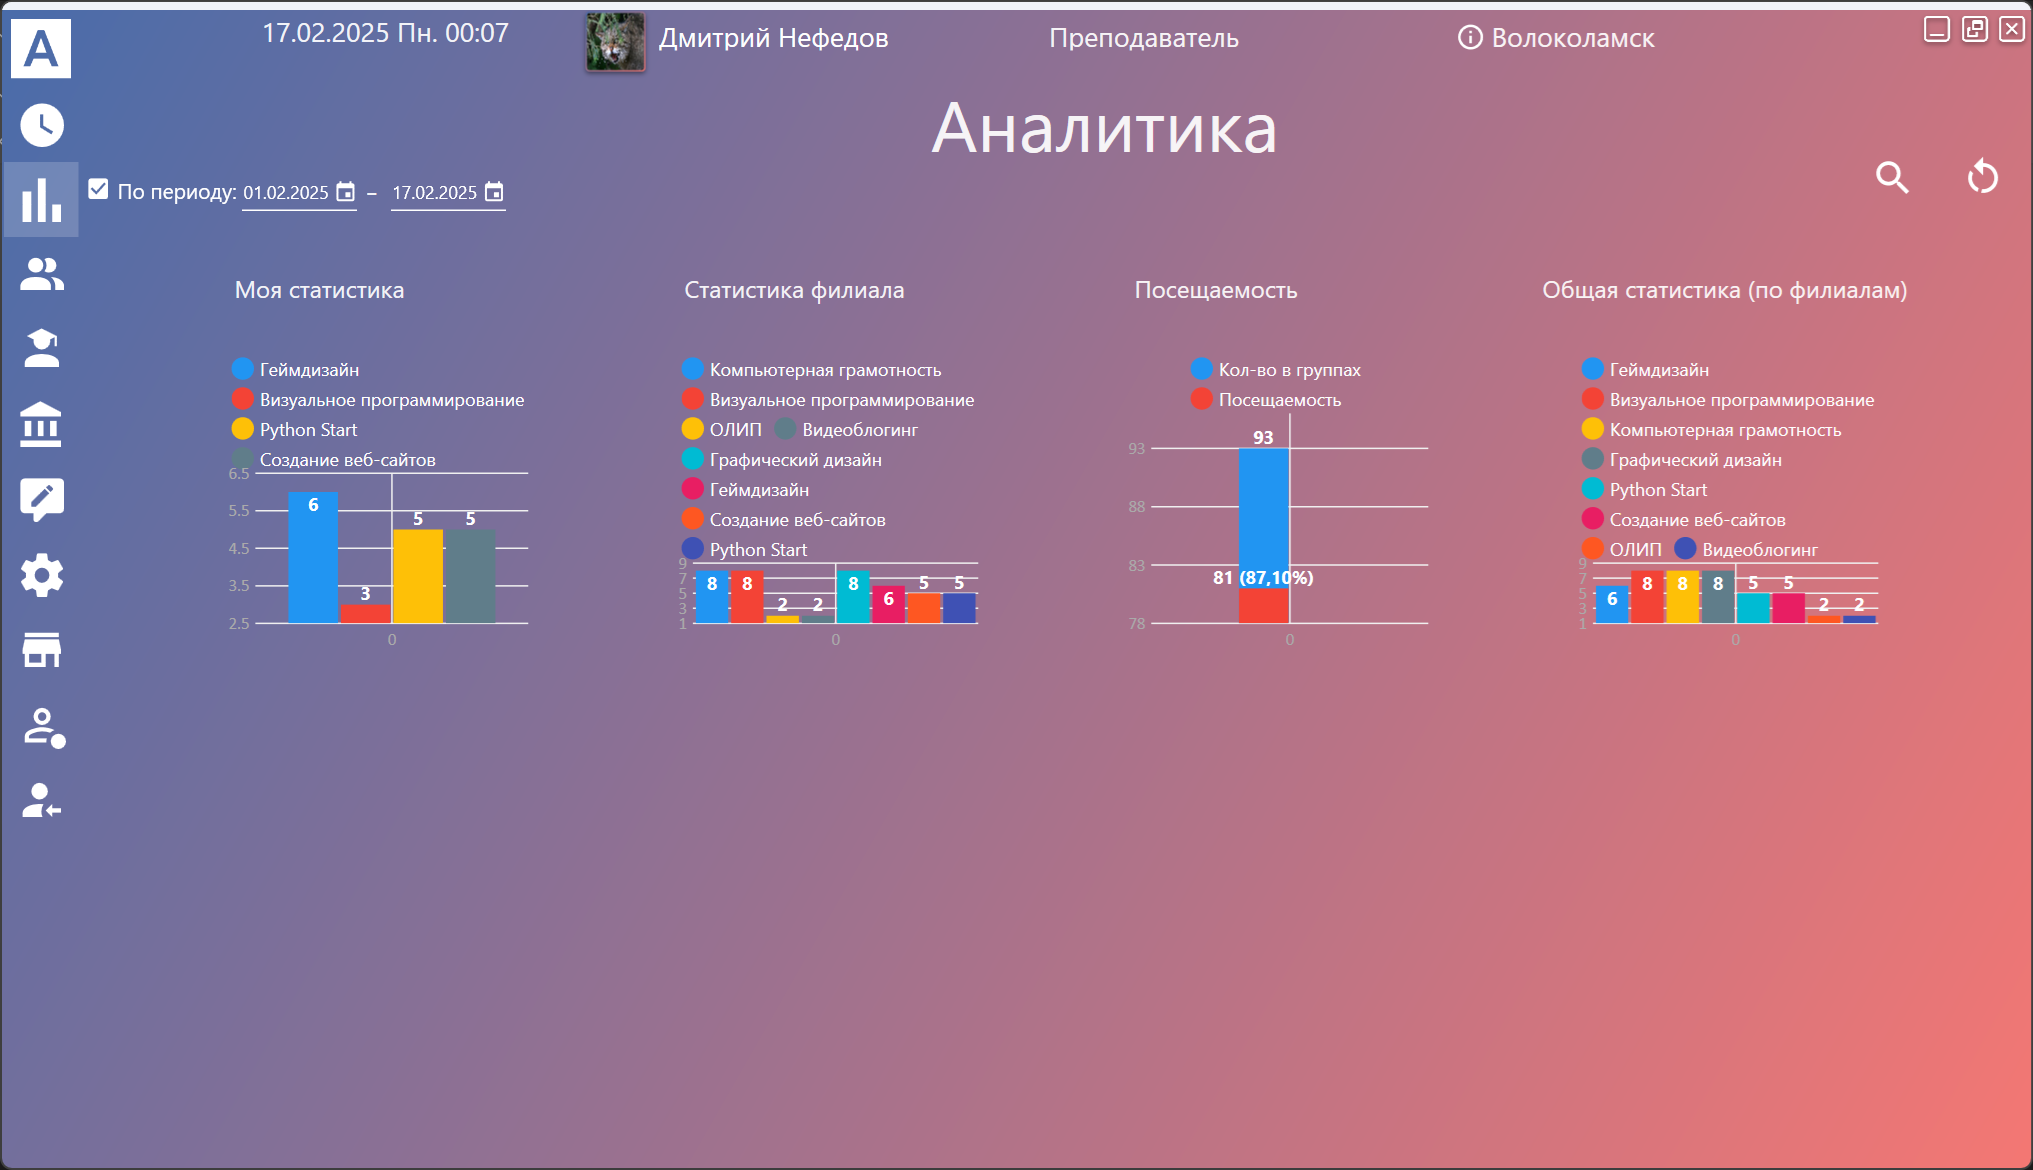 A
17.02.2025 Пн. 00:07
Дмитрий Нефедов
Преподаватель
Волоколамск
Аналитика
По периоду: 01.02.2025 – 17.02.2025
Моя статистика
Геймдизайн
Визуальное программирование
Python Start
Создание веб-сайтов
6.5
5.5
4.5
3.5
2.5
6
3
5
5
0
Статистика филиала
Компьютерная грамотность
Визуальное программирование
ОЛИП Видеоблогинг
Графический дизайн
Геймдизайн
Создание веб-сайтов
Python Start
9
7
5
3
1
8 8 2 2 8 6 5 5
0
Посещаемость
Кол-во в группах
Посещаемость
93
88
83
78
93
81 (87,10%)
0
Общая статистика (по филиалам)
Геймдизайн
Визуальное программирование
Компьютерная грамотность
Графический дизайн
Python Start
Создание веб-сайтов
ОЛИП Видеоблогинг
9
7
5
3
1
6 8 8 8 5 5 2 2
0